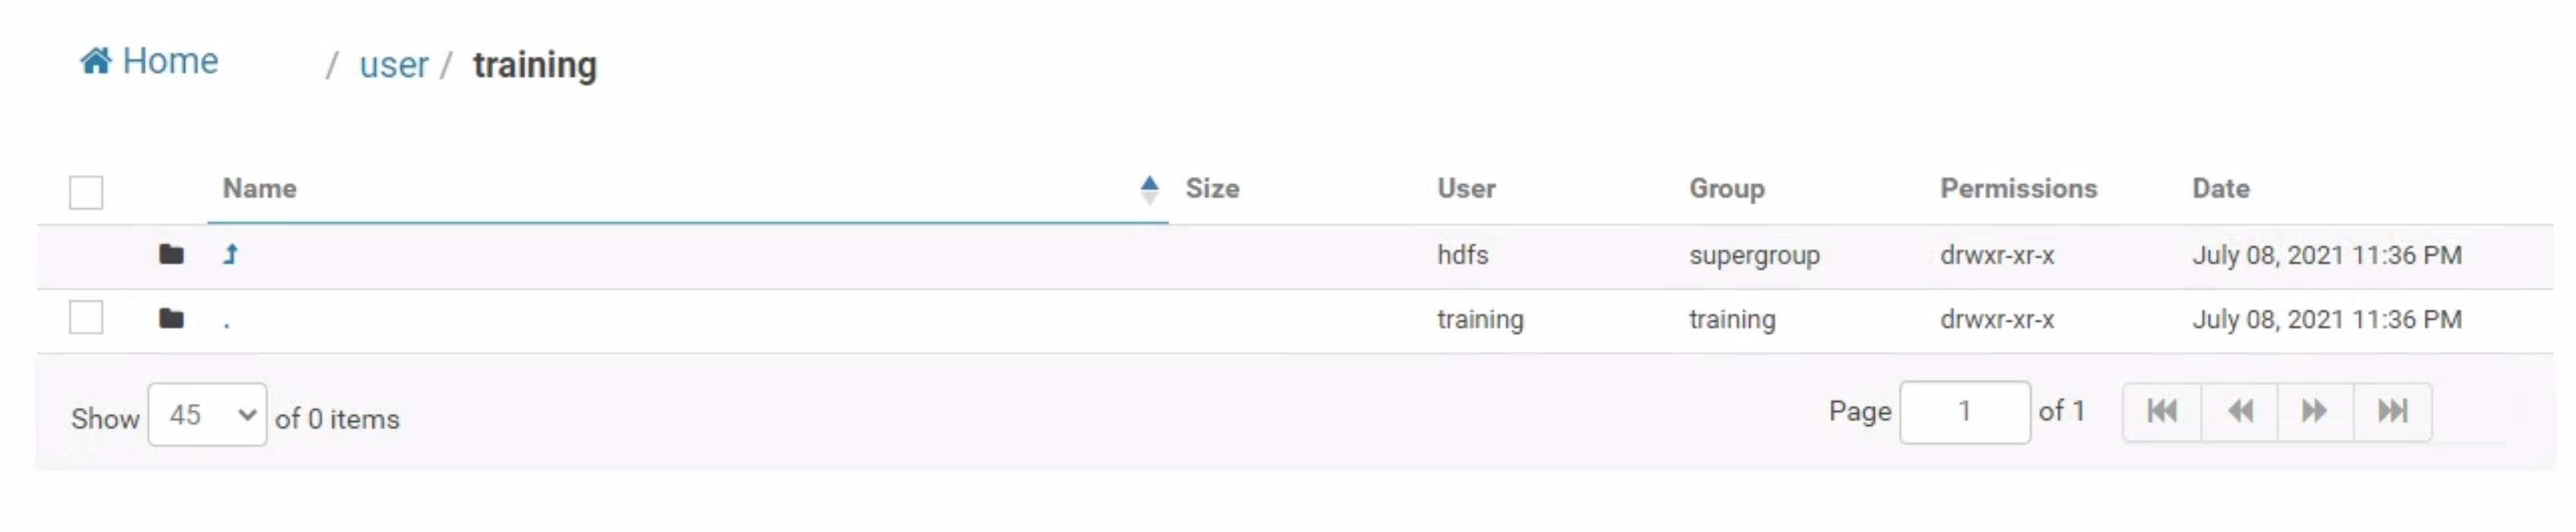 Home / user / training
Name Size User Group Permissions Date
hdfs supergroup drwxr-xr-x July 08, 2021 11:36 PM
. training training drwxr-xr-x July 08, 2021 11:36 PM
Show 45 of 0 items Page 1 of 1